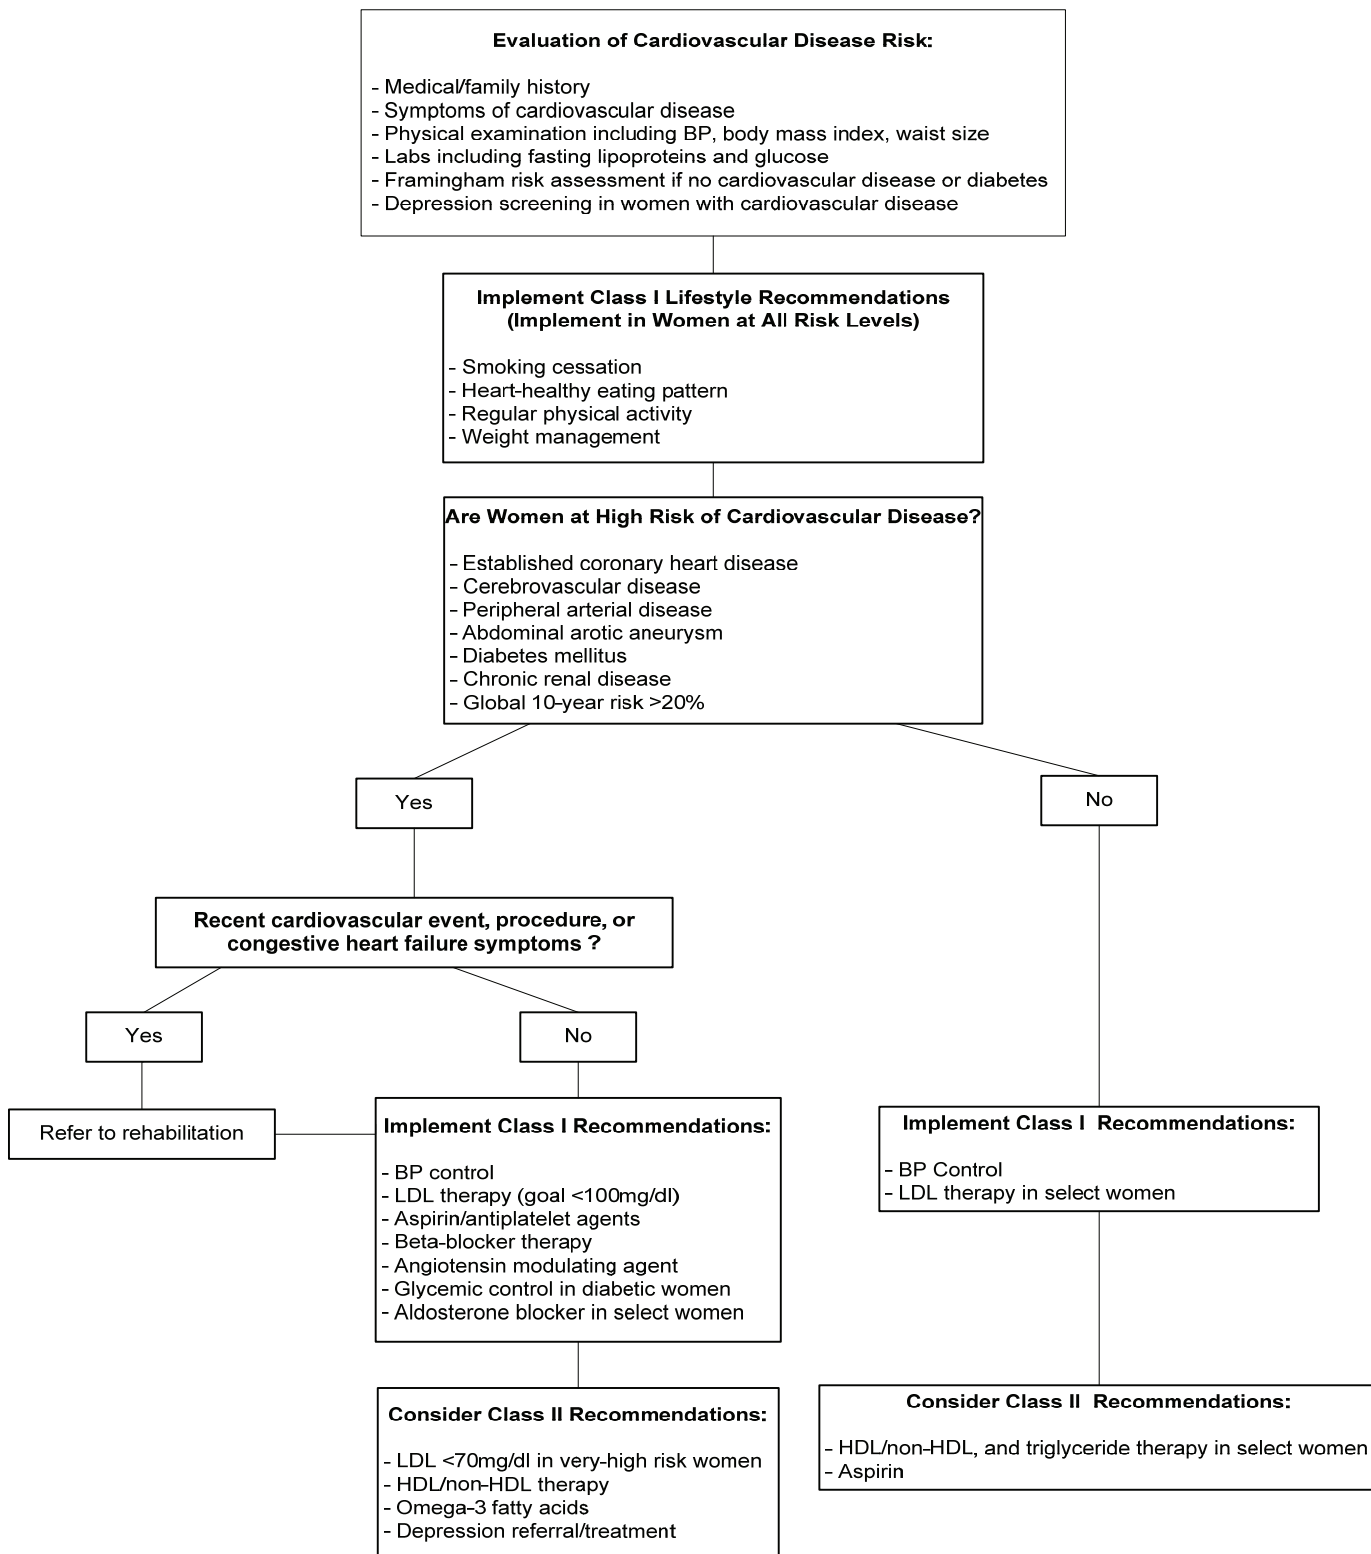 Evaluation of Cardiovascular Disease Risk:
- Medical/family history
- Symptoms of cardiovascular disease
- Physical examination including BP, body mass index, waist size
- Labs including fasting lipoproteins and glucose
- Framingham risk assessment if no cardiovascular disease or diabetes
- Depression screening in women with cardiovascular disease
Implement Class I Lifestyle Recommendations
(Implement in Women at All Risk Levels)
- Smoking cessation
- Heart-healthy eating pattern
- Regular physical activity
- Weight management
Are Women at High Risk of Cardiovascular Disease?
- Established coronary heart disease
- Cerebrovascular disease
- Peripheral arterial disease
- Abdominal arotic aneurysm
- Diabetes mellitus
- Chronic renal disease
- Global 10-year risk >20%
Yes
No
Recent cardiovascular event, procedure, or
congestive heart failure symptoms ?
Yes
No
Refer to rehabilitation
Implement Class I Recommendations:
- BP control
- LDL therapy (goal <100mg/dl)
- Aspirin/antiplatelet agents
- Beta-blocker therapy
- Angiotensin modulating agent
- Glycemic control in diabetic women
- Aldosterone blocker in select women
Implement Class I  Recommendations:
- BP Control
- LDL therapy in select women
Consider Class II Recommendations:
- LDL <70mg/dl in very-high risk women
- HDL/non-HDL therapy
- Omega-3 fatty acids
- Depression referral/treatment
Consider Class II  Recommendations:
- HDL/non-HDL, and triglyceride therapy in select women
- Aspirin